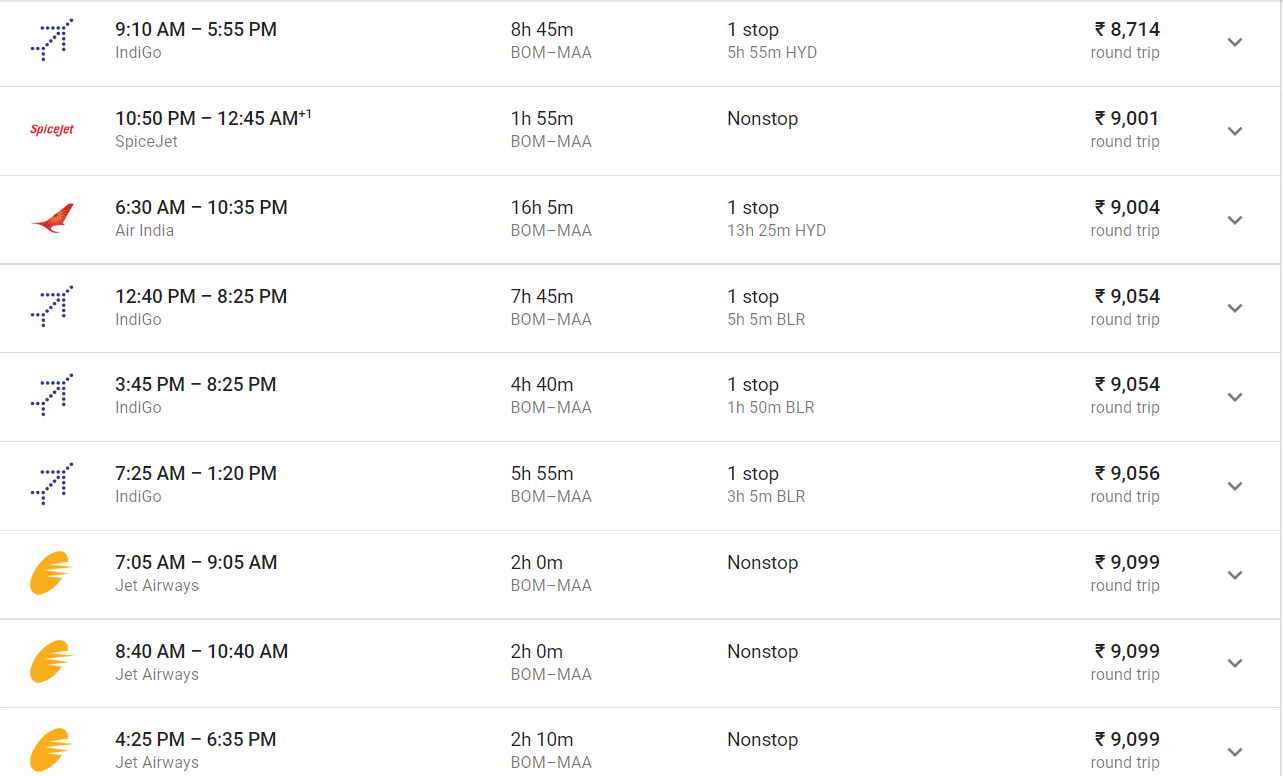 9:10 AM – 5:55 PM 8h 45m 1 stop ₹ 8,714
IndiGo BOM–MAA 5h 55m HYD round trip
SpiceJet 10:50 PM – 12:45 AM+1 1h 55m Nonstop ₹ 9,001
SpiceJet BOM–MAA round trip
6:30 AM – 10:35 PM 16h 5m 1 stop ₹ 9,004
Air India BOM–MAA 13h 25m HYD round trip
12:40 PM – 8:25 PM 7h 45m 1 stop ₹ 9,054
IndiGo BOM–MAA 5h 5m BLR round trip
3:45 PM – 8:25 PM 4h 40m 1 stop ₹ 9,054
IndiGo BOM–MAA 1h 50m BLR round trip
7:25 AM – 1:20 PM 5h 55m 1 stop ₹ 9,056
IndiGo BOM–MAA 3h 5m BLR round trip
7:05 AM – 9:05 AM 2h 0m Nonstop ₹ 9,099
Jet Airways BOM–MAA round trip
8:40 AM – 10:40 AM 2h 0m Nonstop ₹ 9,099
Jet Airways BOM–MAA round trip
4:25 PM – 6:35 PM 2h 10m Nonstop ₹ 9,099
Jet Airways BOM–MAA round trip